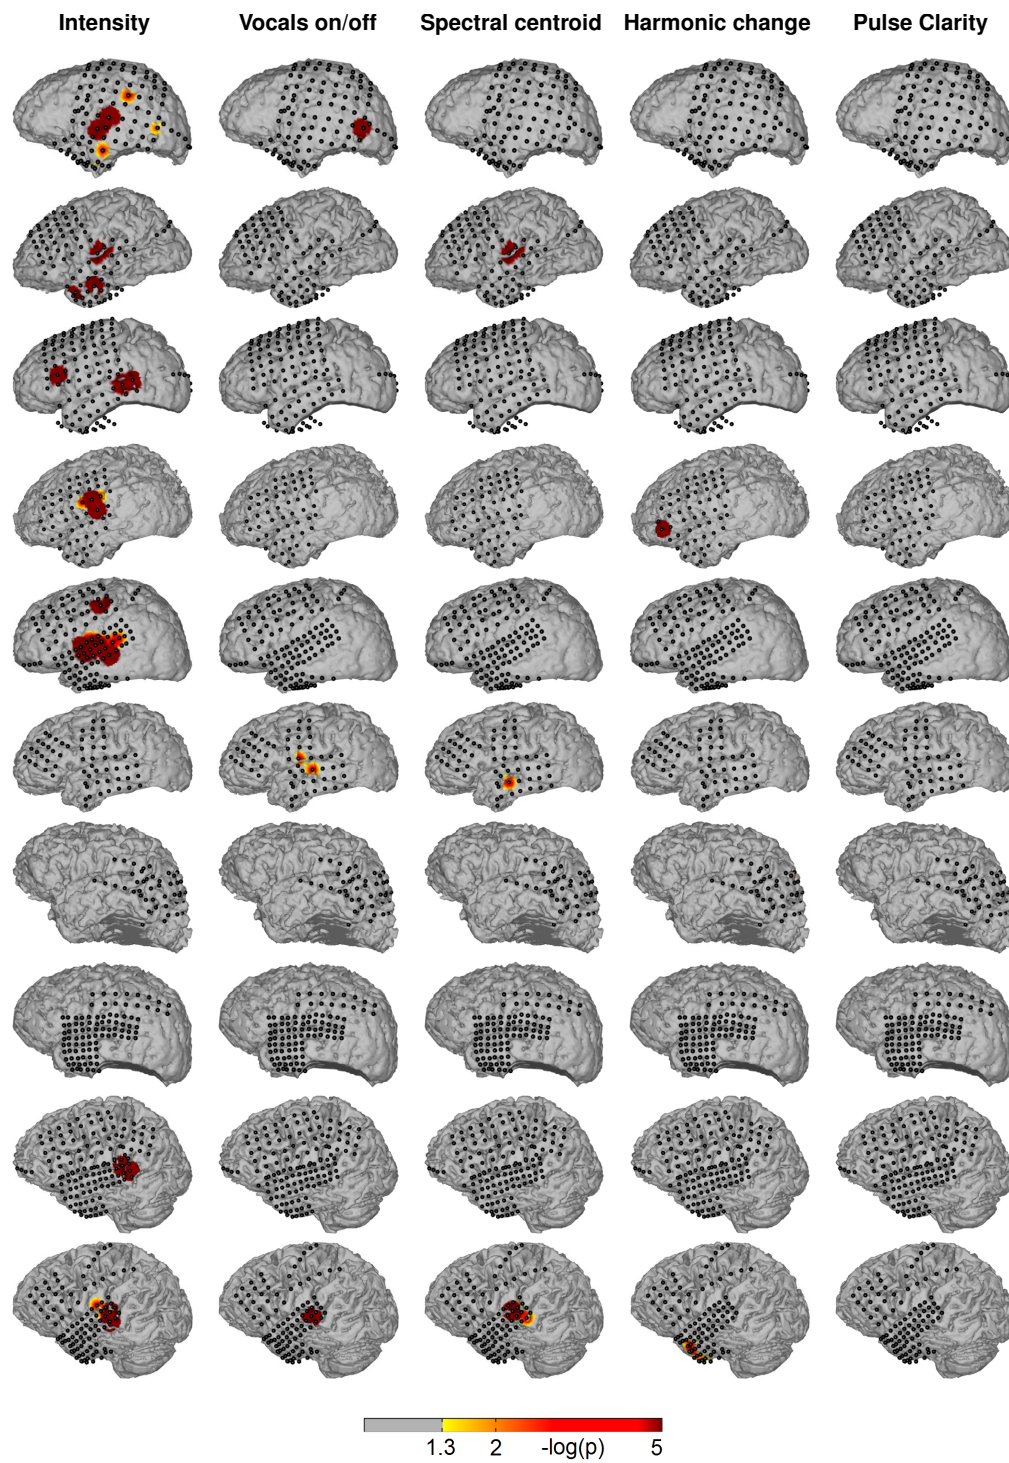 Intensity Vocals on/off Spectral centroid Harmonic change Pulse Clarity
1.3 2 -log(p) 5